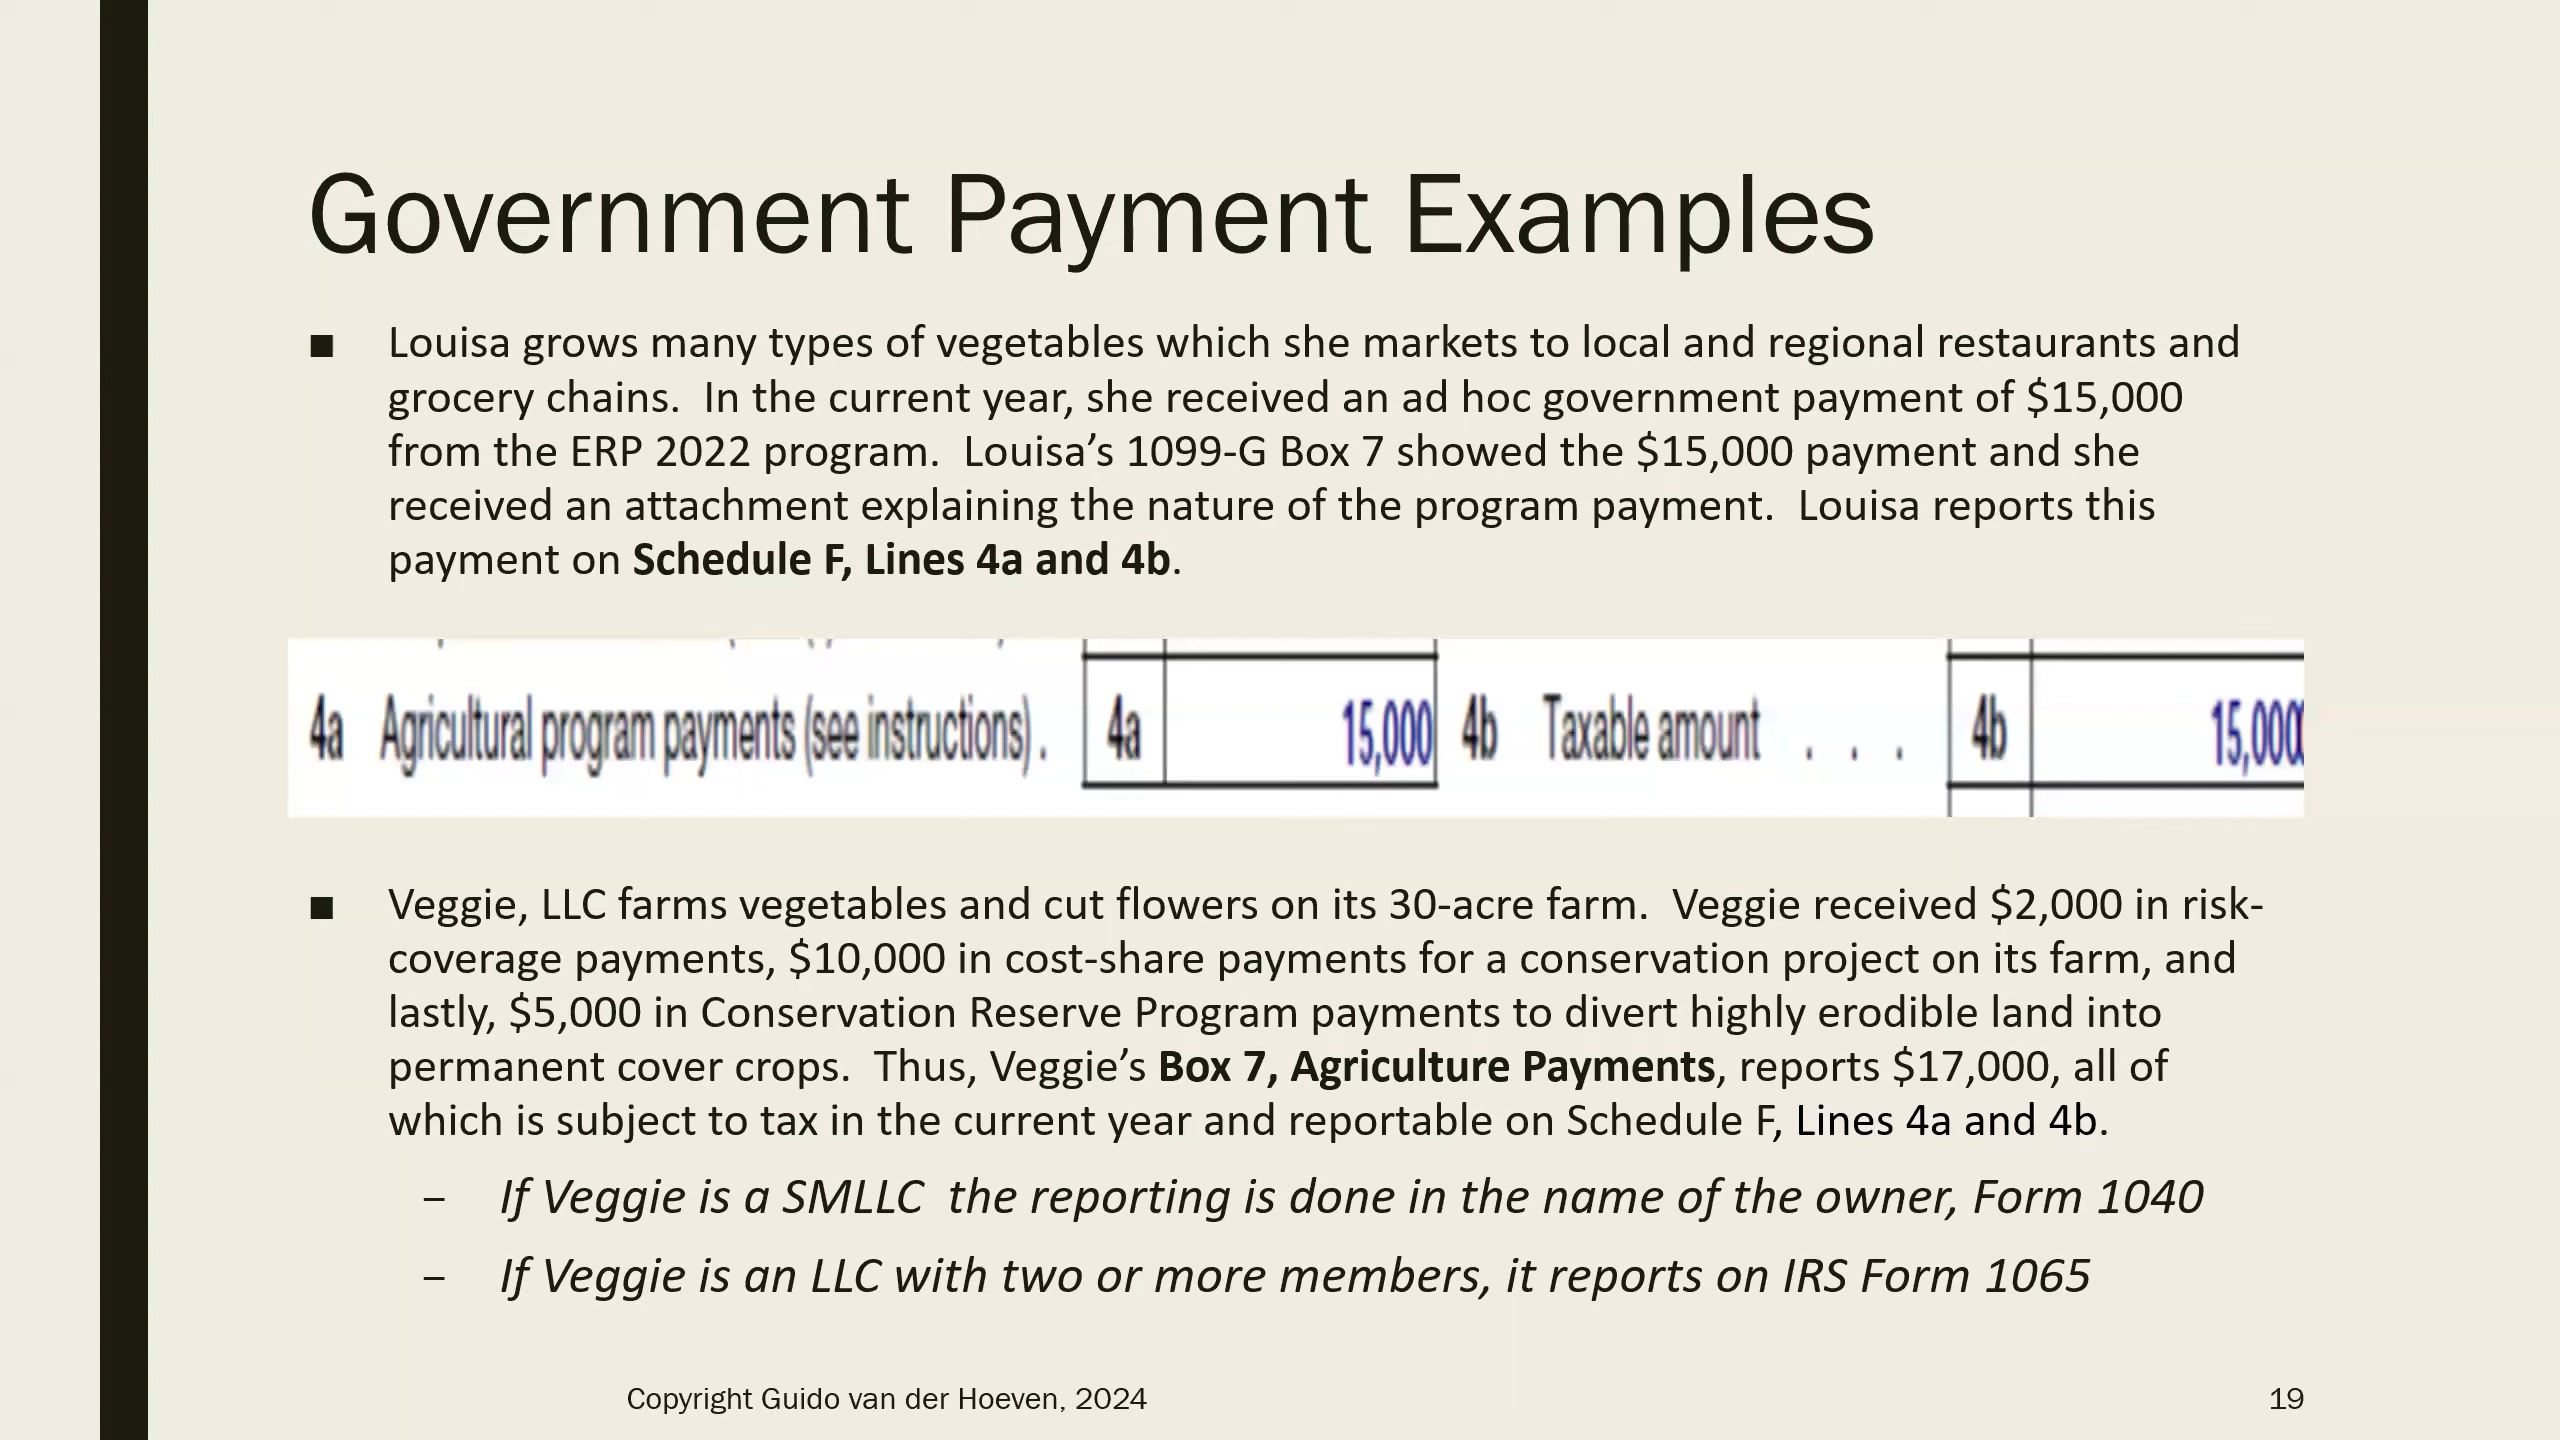 Government Payment Examples
■ Louisa grows many types of vegetables which she markets to local and regional restaurants and
grocery chains.  In the current year, she received an ad hoc government payment of $15,000
from the ERP 2022 program.  Louisa’s 1099-G Box 7 showed the $15,000 payment and she
received an attachment explaining the nature of the program payment.  Louisa reports this
payment on Schedule F, Lines 4a and 4b.
4a Agricultural program payments (see instructions) . 4a 15,000 4b Taxable amount . . . 4b 15,000
■ Veggie, LLC farms vegetables and cut flowers on its 30-acre farm.  Veggie received $2,000 in risk-
coverage payments, $10,000 in cost-share payments for a conservation project on its farm, and
lastly, $5,000 in Conservation Reserve Program payments to divert highly erodible land into
permanent cover crops.  Thus, Veggie’s Box 7, Agriculture Payments, reports $17,000, all of
which is subject to tax in the current year and reportable on Schedule F, Lines 4a and 4b.
– If Veggie is a SMLLC  the reporting is done in the name of the owner, Form 1040
– If Veggie is an LLC with two or more members, it reports on IRS Form 1065
Copyright Guido van der Hoeven, 2024 19